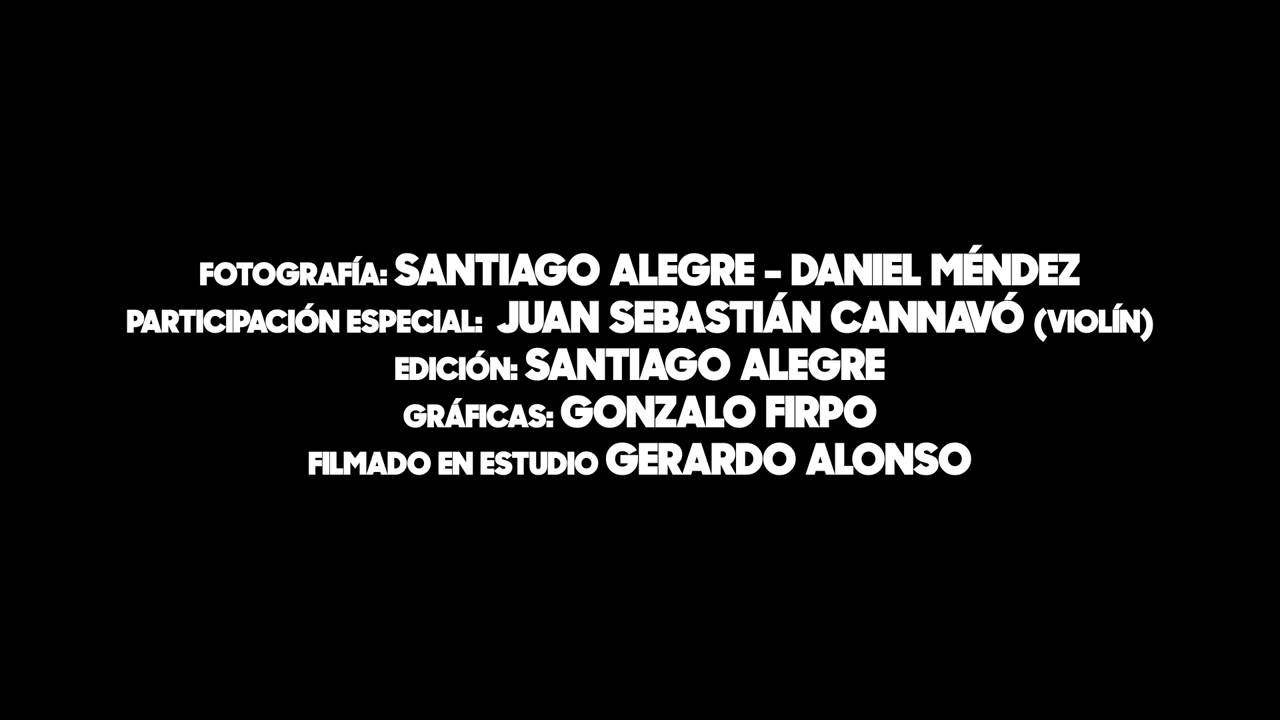 FOTOGRAFÍA: SANTIAGO ALEGRE - DANIEL MÉNDEZ
PARTICIPACIÓN ESPECIAL: JUAN SEBASTIÁN CANNAVÓ (VIOLÍN)
EDICIÓN: SANTIAGO ALEGRE
GRÁFICAS: GONZALO FIRPO
FILMADO EN ESTUDIO GERARDO ALONSO